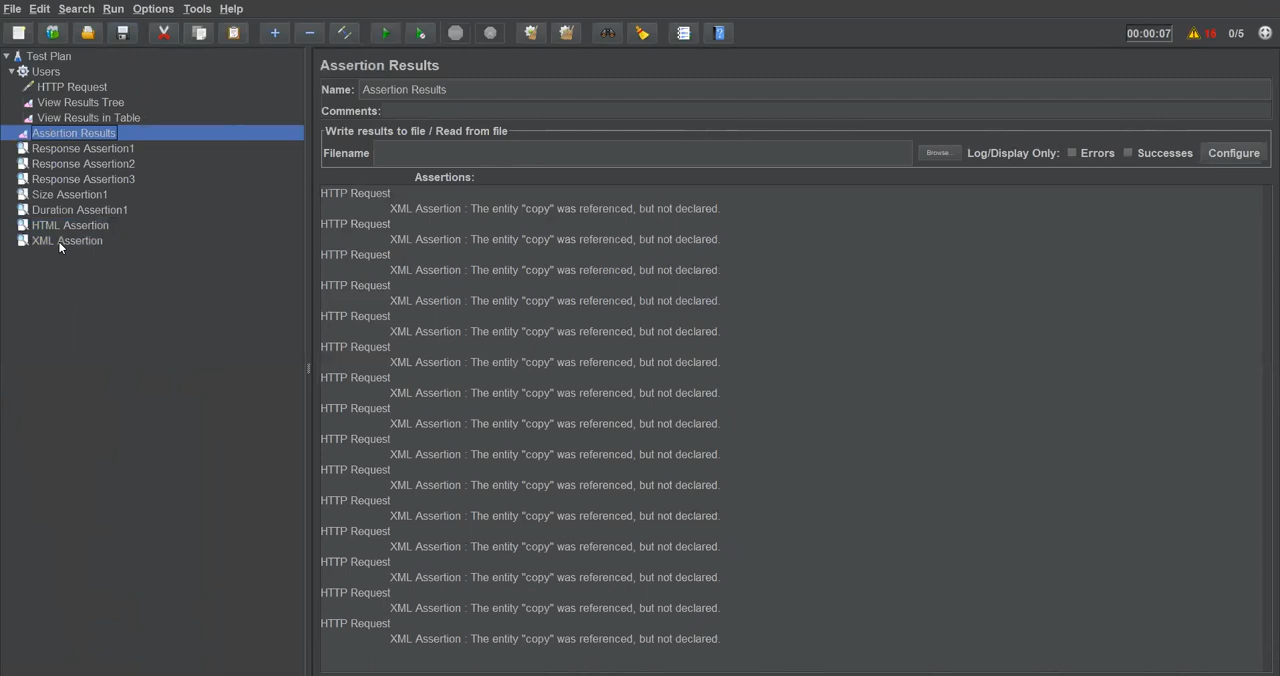 File Edit Search Run Options Tools Help
00:00:07 15 0/5
Test Plan
Users
HTTP Request
View Results Tree
View Results in Table
Assertion Results
Response Assertion1
Response Assertion2
Response Assertion3
Size Assertion1
Duration Assertion1
HTML Assertion
XML Assertion
Assertion Results
Name: Assertion Results
Comments:
Write results to file / Read from file
Filename Browse... Log/Display Only: Errors Successes Configure
Assertions:
HTTP Request
XML Assertion : The entity "copy" was referenced, but not declared.
HTTP Request
XML Assertion : The entity "copy" was referenced, but not declared.
HTTP Request
XML Assertion : The entity "copy" was referenced, but not declared.
HTTP Request
XML Assertion : The entity "copy" was referenced, but not declared.
HTTP Request
XML Assertion : The entity "copy" was referenced, but not declared.
HTTP Request
XML Assertion : The entity "copy" was referenced, but not declared.
HTTP Request
XML Assertion : The entity "copy" was referenced, but not declared.
HTTP Request
XML Assertion : The entity "copy" was referenced, but not declared.
HTTP Request
XML Assertion : The entity "copy" was referenced, but not declared.
HTTP Request
XML Assertion : The entity "copy" was referenced, but not declared.
HTTP Request
XML Assertion : The entity "copy" was referenced, but not declared.
HTTP Request
XML Assertion : The entity "copy" was referenced, but not declared.
HTTP Request
XML Assertion : The entity "copy" was referenced, but not declared.
HTTP Request
XML Assertion : The entity "copy" was referenced, but not declared.
HTTP Request
XML Assertion : The entity "copy" was referenced, but not declared.